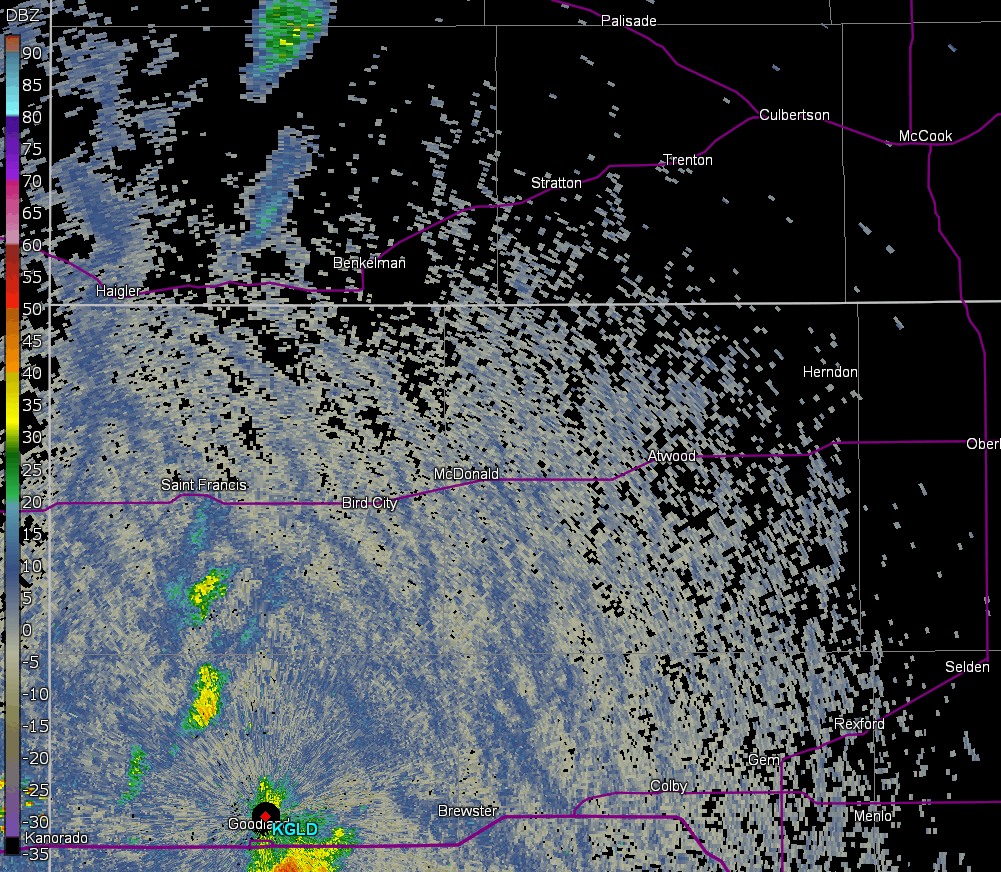 DBZ
90
85
80
75
70
65
60
55
50
45
40
35
30
25
20
15
10
5
0
-5
-10
-15
-20
-25
-30
-35
Palisade
Culbertson
McCook
Trenton
Stratton
Benkelman
Haigler
Herndon
Oberl
Atwood
McDonald
Saint Francis
Bird City
Selden
Rexford
Gem
Colby
Brewster
Menlo
Goodla d
KGLD
Kanorado